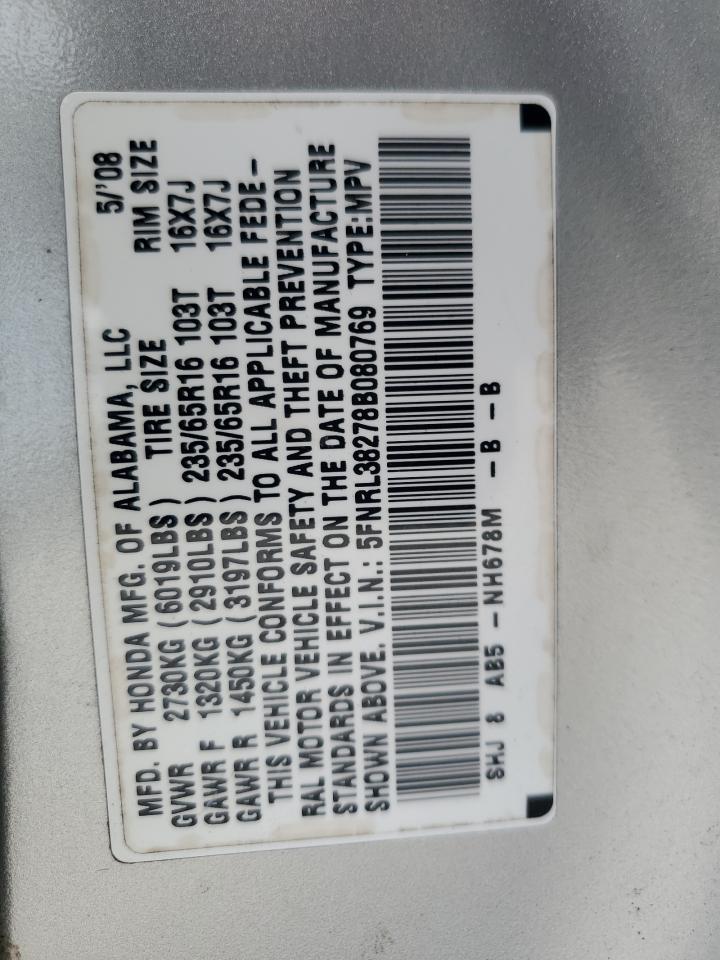 MFD. BY HONDA MFG. OF ALABAMA, LLC 5/'08
GVWR 2730KG (6019LBS) TIRE SIZE RIM SIZE
GAWR F 1320KG (2910LBS) 235/65R16 103T 16X7J
GAWR R 1450KG (3197LBS) 235/65R16 103T 16X7J
THIS VEHICLE CONFORMS TO ALL APPLICABLE FEDE-
RAL MOTOR VEHICLE SAFETY AND THEFT PREVENTION
STANDARDS IN EFFECT ON THE DATE OF MANUFACTURE
SHOWN ABOVE. V.I.N.: 5FNRL38278B080769 TYPE:MPV
SHJ 8 AB5 - NH678M - B - B